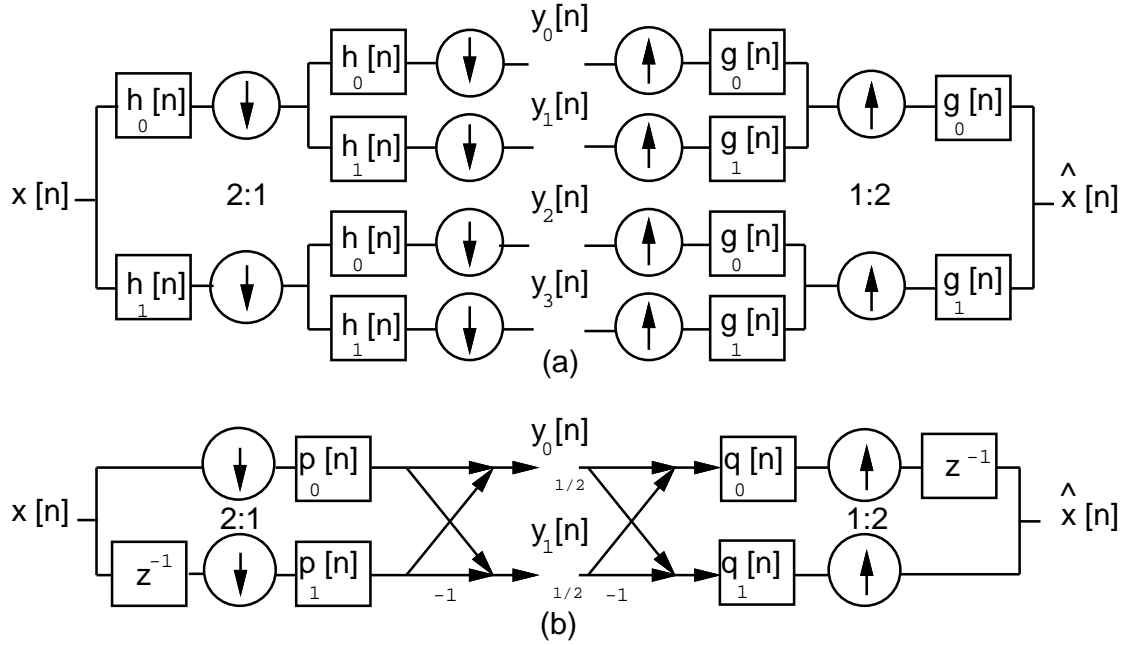 y₀[n]
h₀[n] g₀[n]
h₀[n] g₀[n]
y₁[n]
h₁[n] g₁[n]
x [n] 2:1 1:2 x̂ [n]
y₂[n]
h₀[n] g₀[n]
h₁[n] g₁[n]
y₃[n]
h₁[n] g₁[n]
(a)
y₀[n]
p₀[n] q₀[n] z⁻¹
1/2
x [n] 2:1 1:2 x̂ [n]
y₁[n]
z⁻¹ p₁[n] q₁[n]
-1 1/2 -1
(b)